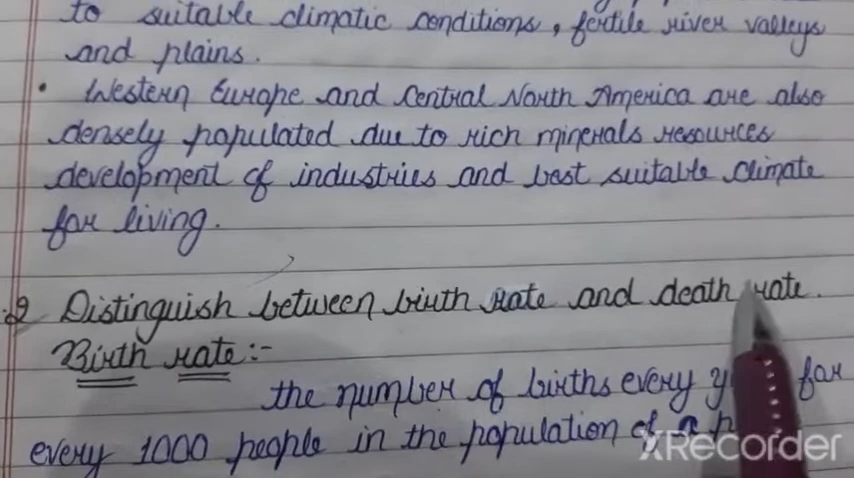 to suitable climatic conditions, fertile river valleys
and plains.
• Western Europe and Central North America are also
densely populated due to rich minerals resources
development of industries and best suitable climate
for living.
:2 Distinguish between birth rate and death rate.
Birth rate:-
the number of births every for
every 1000 people in the population of a
XRecorder